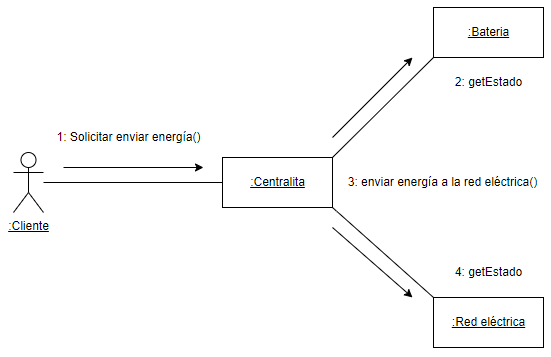 :Bateria
2: getEstado
1: Solicitar enviar energía()
:Centralita
3: enviar energía a la red eléctrica()
:Cliente
4: getEstado
:Red eléctrica